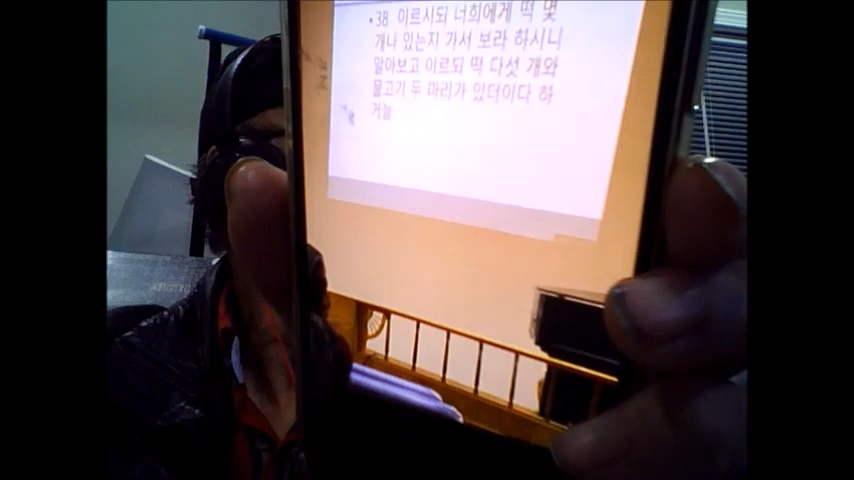 • 38 이르시되 너희에게 떡 몇
개나 있는지 가서 보라 하시니
알아보고 이르되 떡 다섯 개와
물고기 두 마리가 있더이다 하
거늘